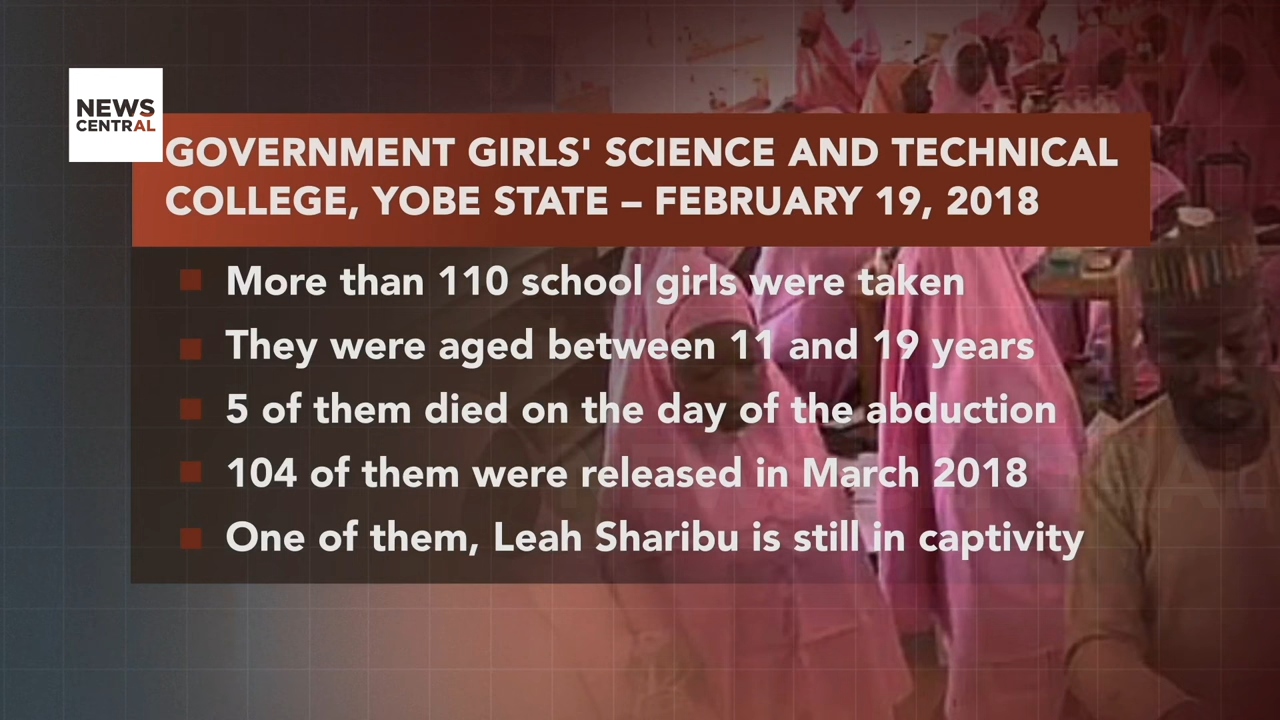 NEWS
CENTRAL
GOVERNMENT GIRLS' SCIENCE AND TECHNICAL
COLLEGE, YOBE STATE – FEBRUARY 19, 2018
More than 110 school girls were taken
They were aged between 11 and 19 years
5 of them died on the day of the abduction
104 of them were released in March 2018
One of them, Leah Sharibu is still in captivity